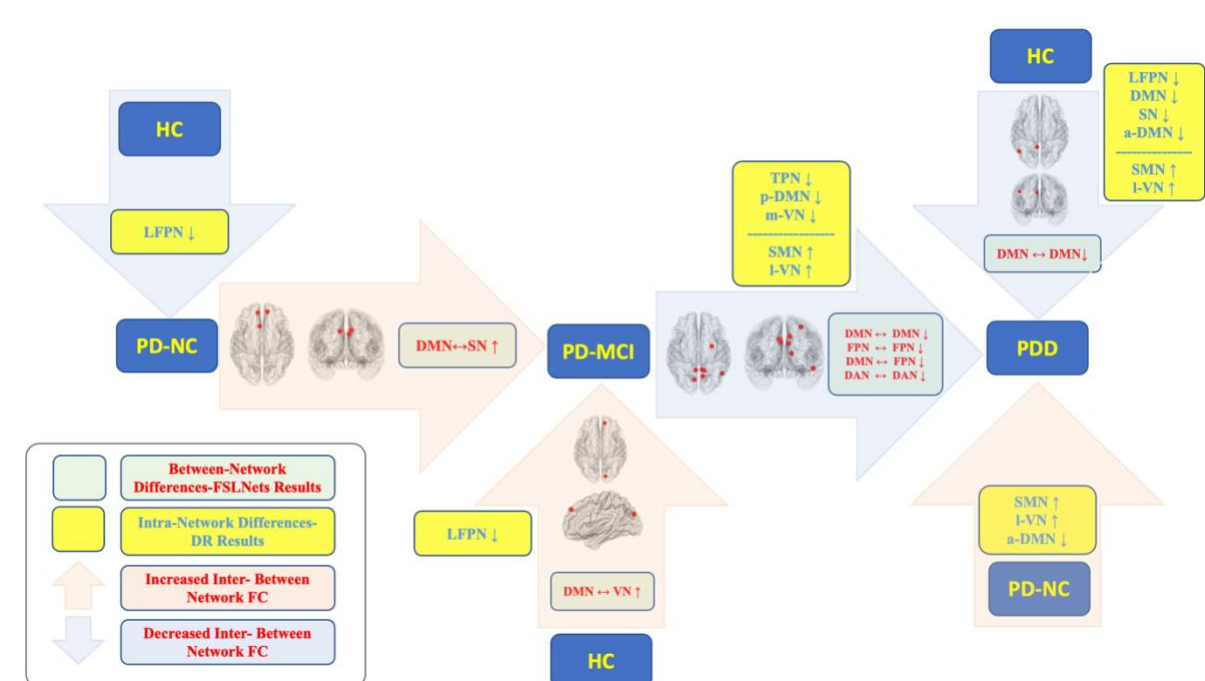 HC
LFPN ↓
PD-NC
DMN↔SN ↑
PD-MCI
TPN ↓
p-DMN ↓
m-VN ↓
----------------
SMN ↑
l-VN ↑
DMN ↔ DMN ↓
FPN ↔ FPN ↓
DMN ↔ FPN ↓
DAN ↔ DAN ↓
HC
LFPN ↓
DMN ↓
SN ↓
a-DMN ↓
---------------
SMN ↑
l-VN ↑
DMN ↔ DMN↓
PDD
SMN ↑
l-VN ↑
a-DMN ↓
PD-NC
LFPN ↓
DMN ↔ VN ↑
HC
Between-Network
Differences-FSLNets Results
Intra-Network Differences-
DR Results
Increased Inter- Between
Network FC
Decreased Inter- Between
Network FC